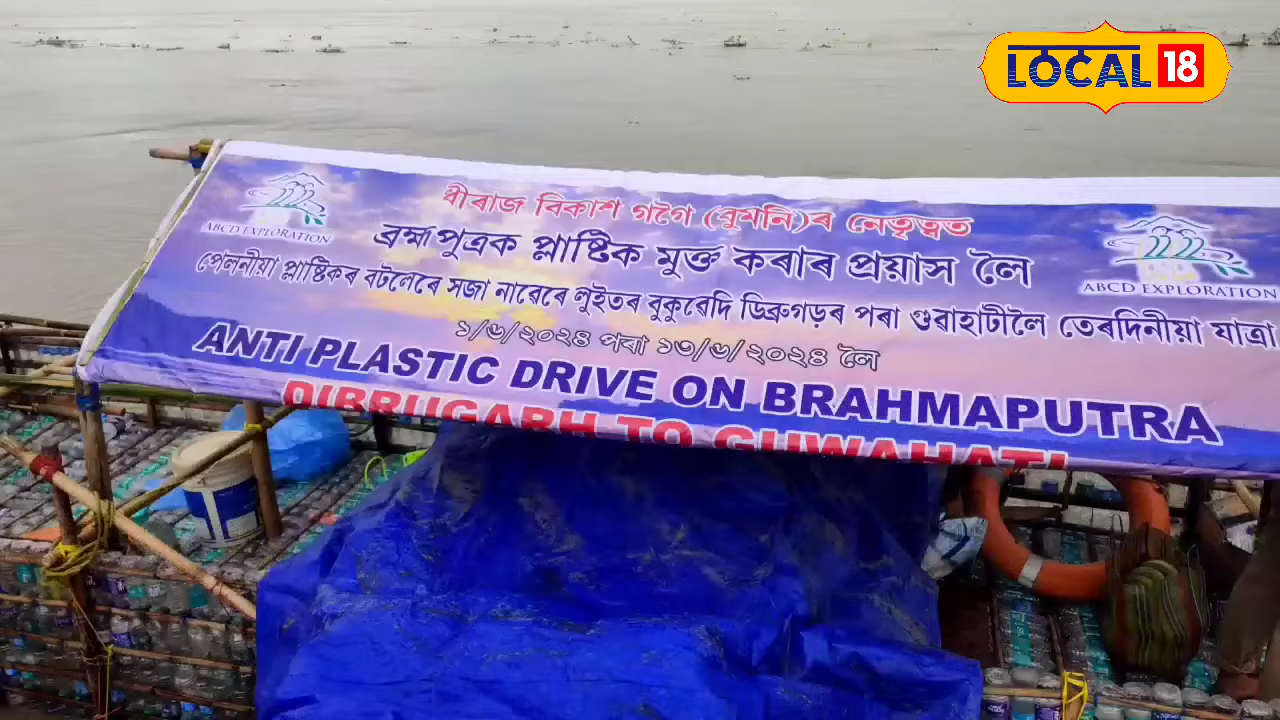 LOCAL 18
ধীৰাজ বিকাশ গগৈ (বুমনি)ৰ নেতৃত্বত
ABCD EXPLORATION
ব্ৰহ্মপুত্ৰক প্লাষ্টিক মুক্ত কৰাৰ প্ৰয়াস লৈ
ABCD EXPLORATION
পেলনীয়া প্লাষ্টিকৰ বটলেৰে সজা নাৱেৰে লুইতৰ বুকুৱেদি ডিব্ৰুগড়ৰ পৰা গুৱাহাটীলৈ তেৰদিনীয়া যাত্ৰা
১/৬/২০২৪ পৰা ১৩/৬/২০২৪ লৈ
ANTI PLASTIC DRIVE ON BRAHMAPUTRA
DIBRUGARH TO GUWAHATI